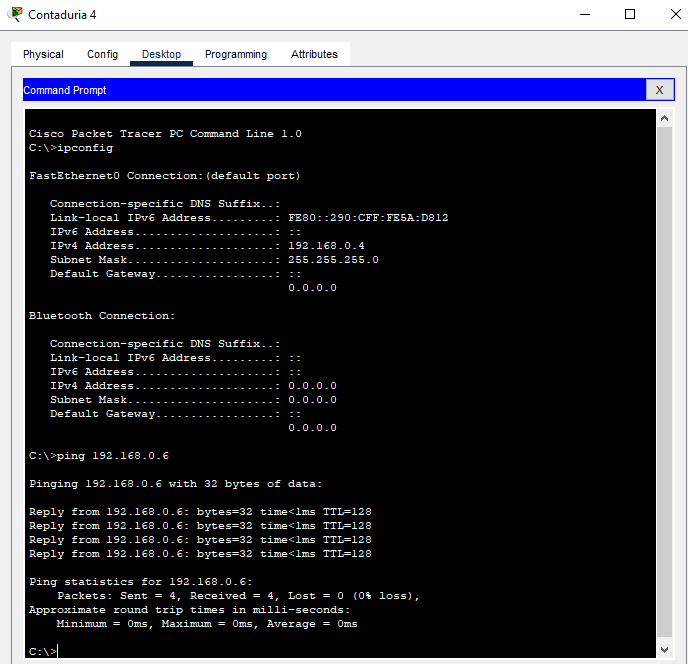 Contaduria 4
Physical Config Desktop Programming Attributes
Command Prompt X
Cisco Packet Tracer PC Command Line 1.0
C:\>ipconfig
FastEthernet0 Connection:(default port)
Connection-specific DNS Suffix..:
Link-local IPv6 Address.........: FE80::290:CFF:FE5A:D812
IPv6 Address....................: ::
IPv4 Address....................: 192.168.0.4
Subnet Mask.....................: 255.255.255.0
Default Gateway.................: ::
0.0.0.0
Bluetooth Connection:
Connection-specific DNS Suffix..:
Link-local IPv6 Address.........: ::
IPv6 Address....................: ::
IPv4 Address....................: 0.0.0.0
Subnet Mask.....................: 0.0.0.0
Default Gateway.................: ::
0.0.0.0
C:\>ping 192.168.0.6
Pinging 192.168.0.6 with 32 bytes of data:
Reply from 192.168.0.6: bytes=32 time<1ms TTL=128
Reply from 192.168.0.6: bytes=32 time<1ms TTL=128
Reply from 192.168.0.6: bytes=32 time<1ms TTL=128
Reply from 192.168.0.6: bytes=32 time<1ms TTL=128
Ping statistics for 192.168.0.6:
Packets: Sent = 4, Received = 4, Lost = 0 (0% loss),
Approximate round trip times in milli-seconds:
Minimum = 0ms, Maximum = 0ms, Average = 0ms
C:\>